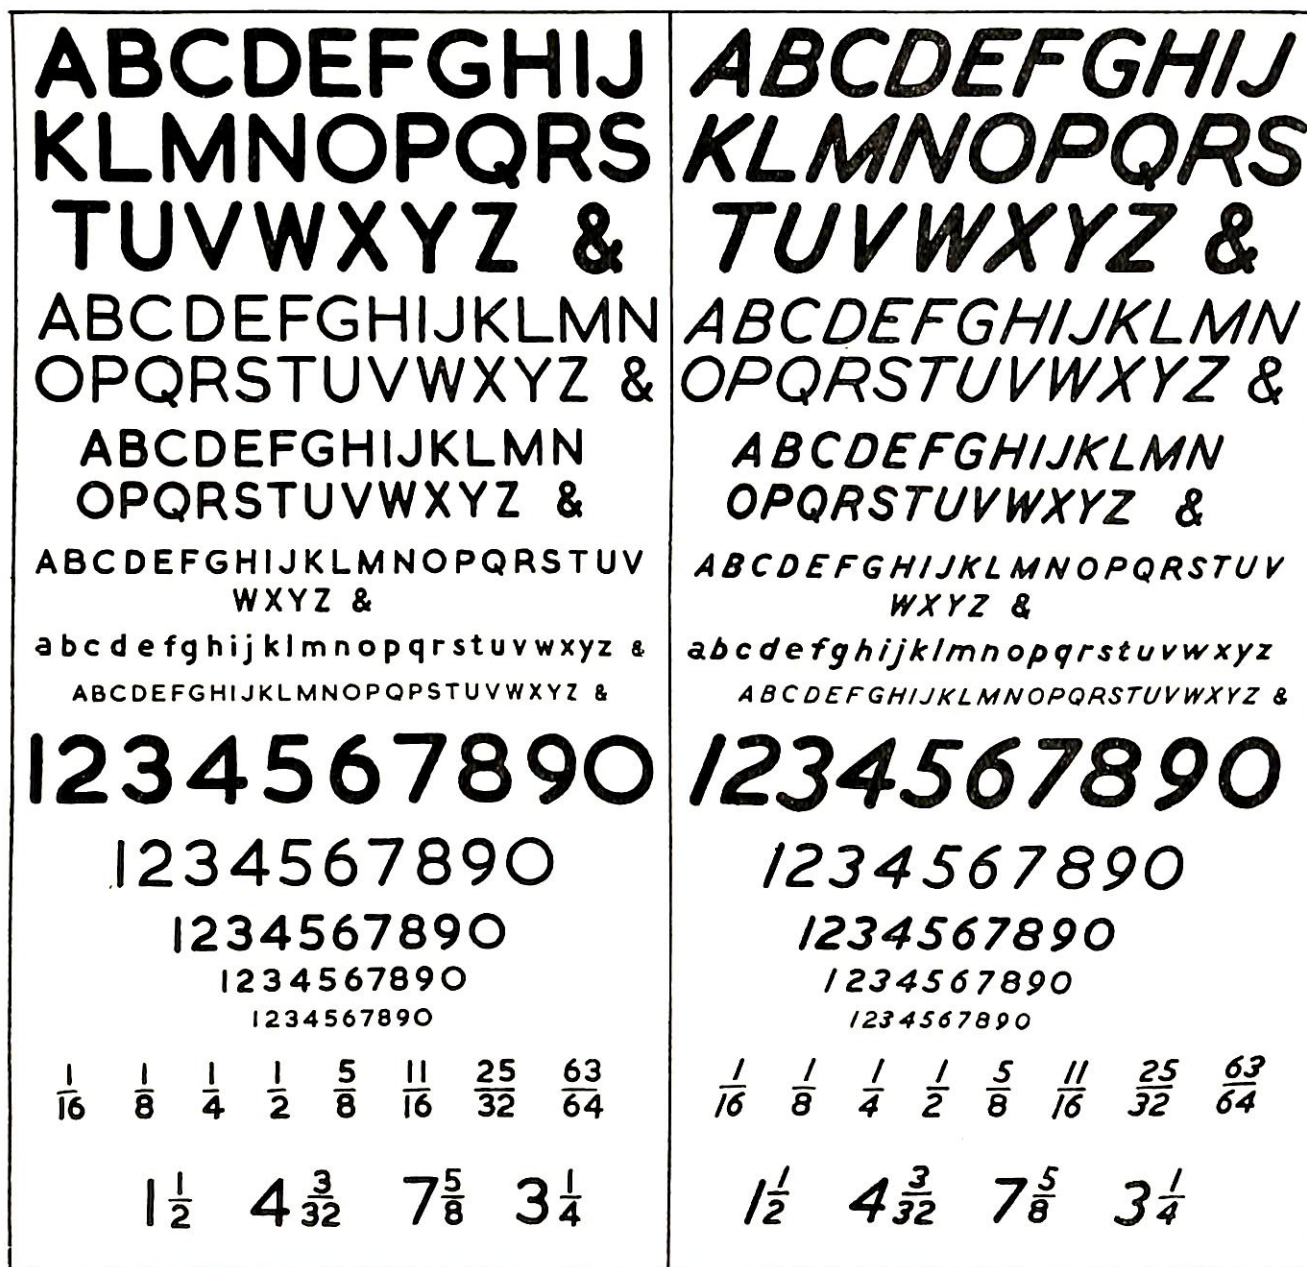 ABCDEFGHIJ
KLMNOPQRS
TUVWXYZ &
ABCDEFGHIJKLMN
OPQRSTUVWXYZ &
ABCDEFGHIJKLMN
OPQRSTUVWXYZ &
ABCDEFGHIJKLMNOPQRSTUV
WXYZ &
abcdefghijklmnopqrstuvwxyz &
ABCDEFGHIJKLMNOPQPSTUVWXYZ &
1234567890
1234567890
1234567890
1234567890
1234567890
1/16 1/8 1/4 1/2 5/8 11/16 25/32 63/64
1 1/2 4 3/32 7 5/8 3 1/4
ABCDEFGHIJ
KLMNOPQRS
TUVWXYZ &
ABCDEFGHIJKLMN
OPQRSTUVWXYZ &
ABCDEFGHIJKLMN
OPQRSTUVWXYZ &
ABCDEFGHIJKLMNOPQRSTUV
WXYZ &
abcdefghijklmnopqrstuvwxyz
ABCDEFGHIJKLMNOPQRSTUVWXYZ &
1234567890
1234567890
1234567890
1234567890
1234567890
1/16 1/8 1/4 1/2 5/8 11/16 25/32 63/64
1 1/2 4 3/32 7 5/8 3 1/4